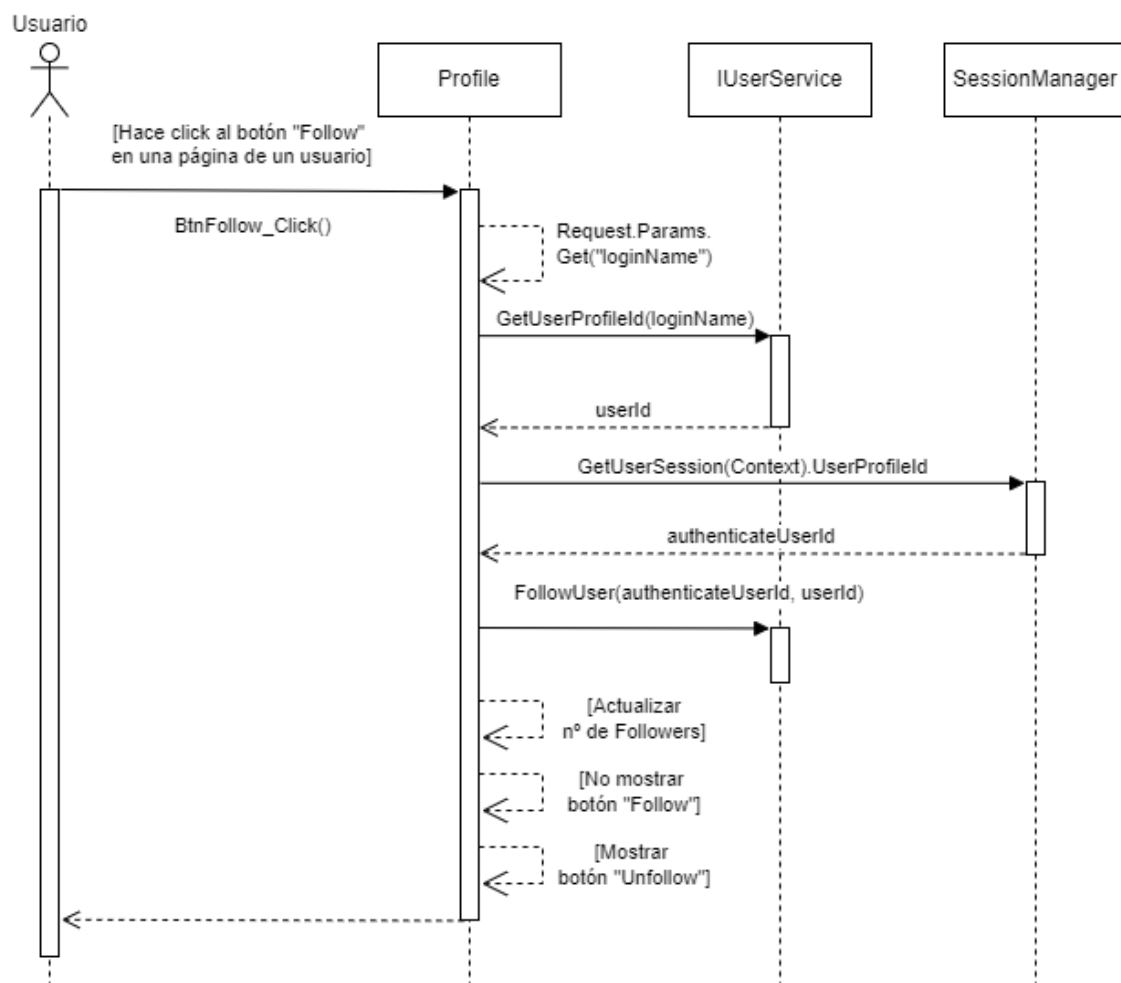 Usuario
Profile
IUserService
SessionManager
[Hace click al botón "Follow"
en una página de un usuario]
BtnFollow_Click()
Request.Params.
Get("loginName")
GetUserProfileId(loginName)
userId
GetUserSession(Context).UserProfileId
authenticateUserId
FollowUser(authenticateUserId, userId)
[Actualizar
nº de Followers]
[No mostrar
botón "Follow"]
[Mostrar
botón "Unfollow"]